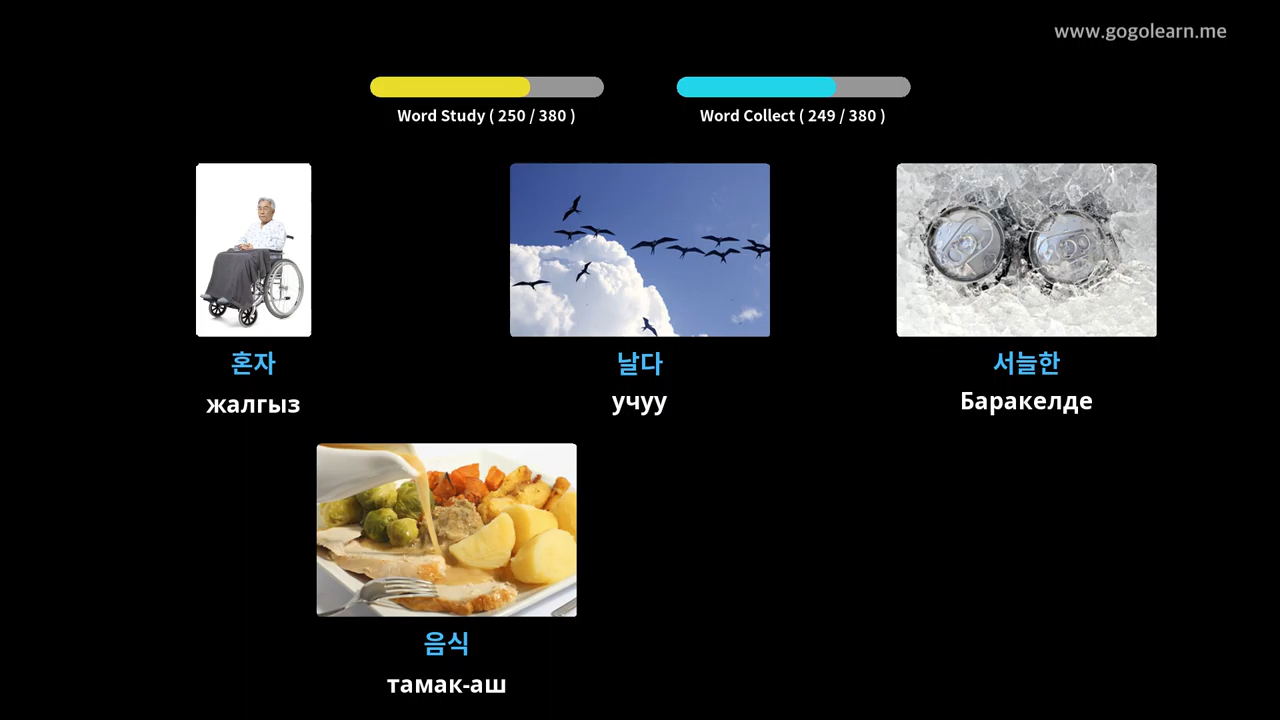 www.gogolearn.me
Word Study ( 250 / 380 )
Word Collect ( 249 / 380 )
혼자
жалгыз
날다
учуу
서늘한
Баракелде
음식
тамак-аш